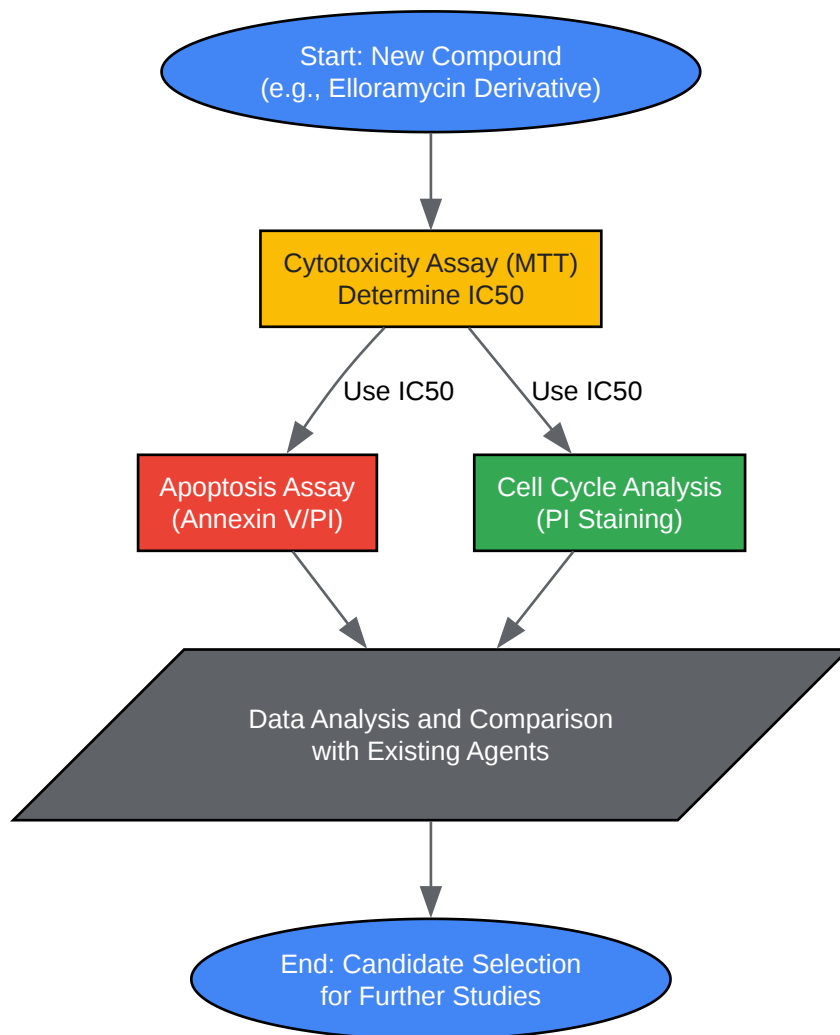 Start: New Compound
(e.g., Elloramycin Derivative)
Cytotoxicity Assay (MTT)
Determine IC50
Use IC50
Use IC50
Apoptosis Assay
(Annexin V/PI)
Cell Cycle Analysis
(PI Staining)
Data Analysis and Comparison
with Existing Agents
End: Candidate Selection
for Further Studies